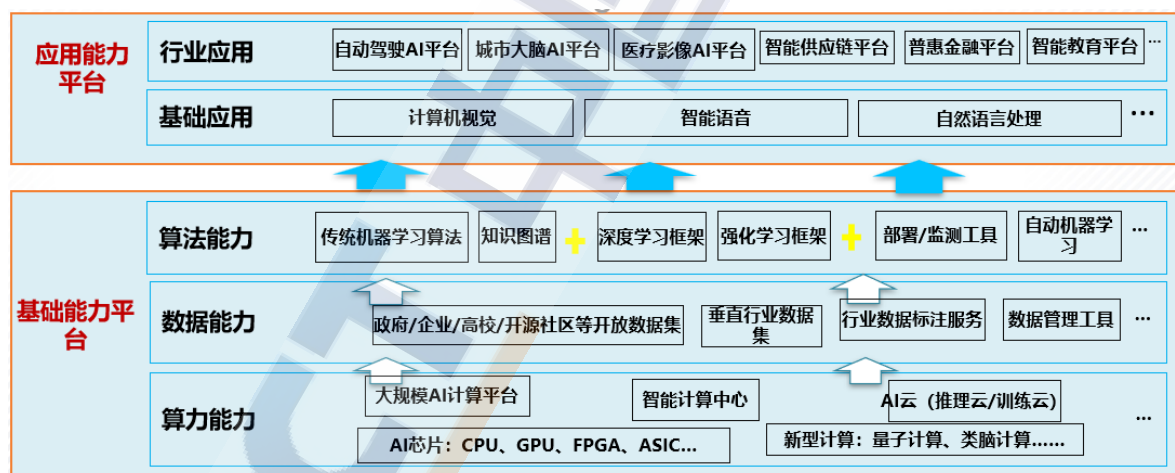 应用能力
平台
行业应用
自动驾驶AI平台
城市大脑AI平台
医疗影像AI平台
智能供应链平台
普惠金融平台
智能教育平台
...
基础应用
计算机视觉
智能语音
自然语言处理
...
基础能力平
台
算法能力
传统机器学习算法
知识图谱
+
深度学习框架
强化学习框架
+
部署/监测工具
自动机器学
习
...
数据能力
政府/企业/高校/开源社区等开放数据集
垂直行业数据
集
行业数据标注服务
数据管理工具
...
算力能力
大规模AI计算平台
智能计算中心
AI云（推理云/训练云)
...
AI芯片：CPU、GPU、FPGA、ASIC...
新型计算：量子计算、类脑计算……